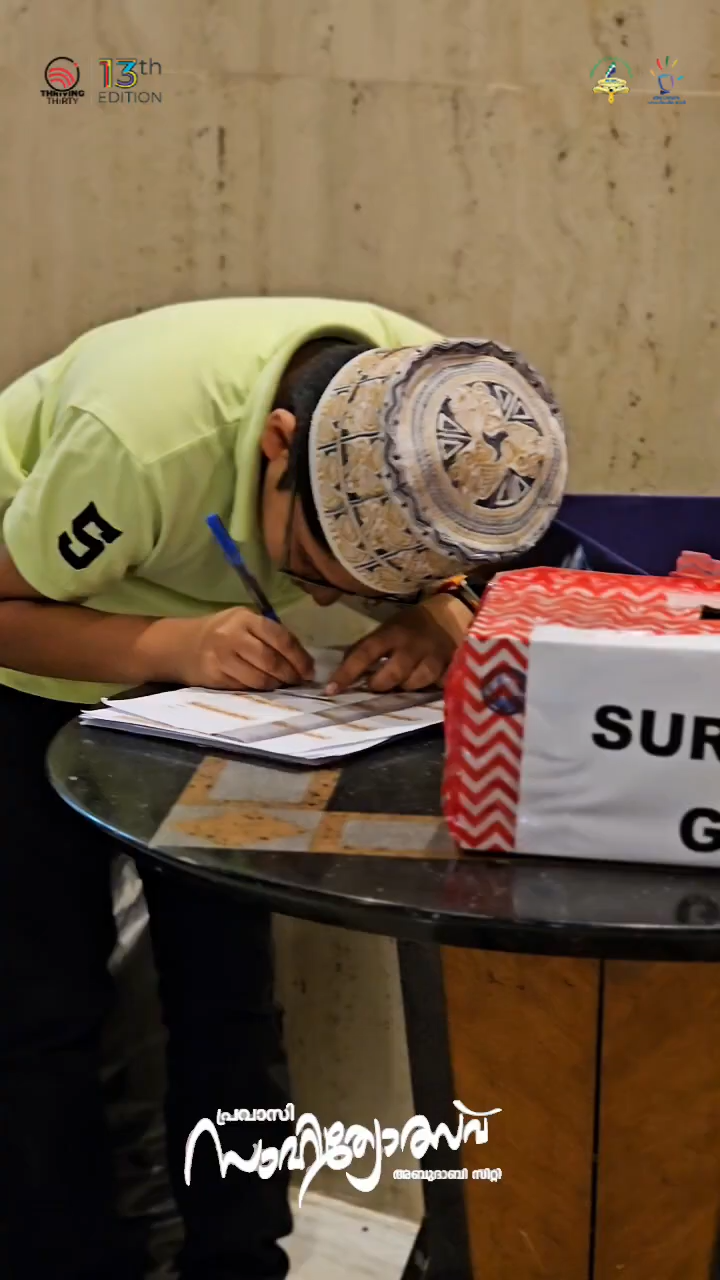 THRIVING
THIRTY
13th
EDITION
5
SUR
G
പ്രവാസി
സാഹിത്യോത്സവ്
അബുദാബി സിറ്റി